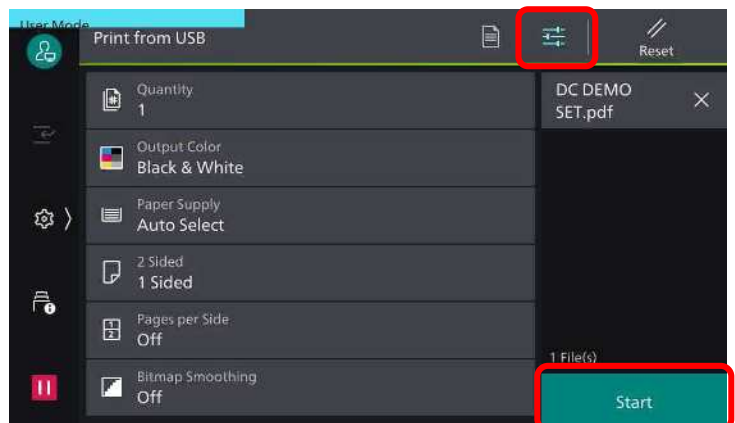 User Mode
Print from USB
Reset
Quantity
1
DC DEMO
SET.pdf
Output Color
Black & White
Paper Supply
Auto Select
2 Sided
1 Sided
Pages per Side
Off
1 File(s)
Bitmap Smoothing
Off
Start